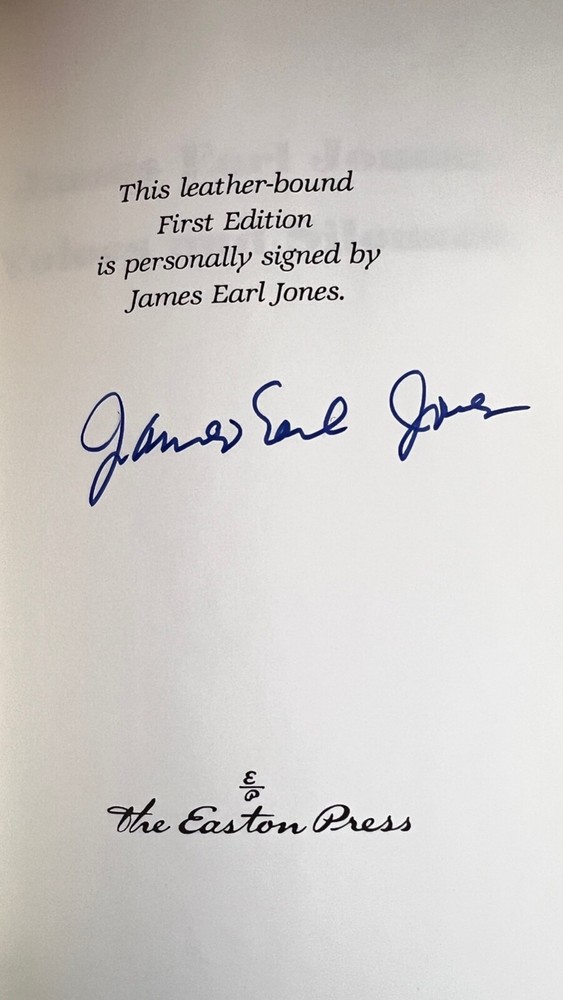 This leather-bound
First Edition
is personally signed by
James Earl Jones.
James Earl Jones
E
P
The Easton Press